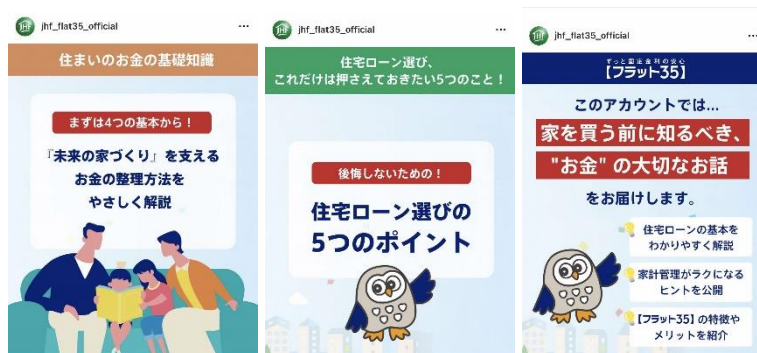 jhf_flat35_official
住まいのお金の基礎知識
まずは4つの基本から！
『未来の家づくり』を支える
お金の整理方法を
やさしく解説
jhf_flat35_official
住宅ローン選び、
これだけは押さえておきたい5つのこと！
後悔しないための！
住宅ローン選びの
5つのポイント
jhf_flat35_official
ずっと固定金利の安心
【フラット35】
このアカウントでは...
家を買う前に知るべき、
"お金" の大切なお話
をお届けします。
住宅ローンの基本を
わかりやすく解説
家計管理がラクになる
ヒントを公開
【フラット35】の特徴や
メリットを紹介